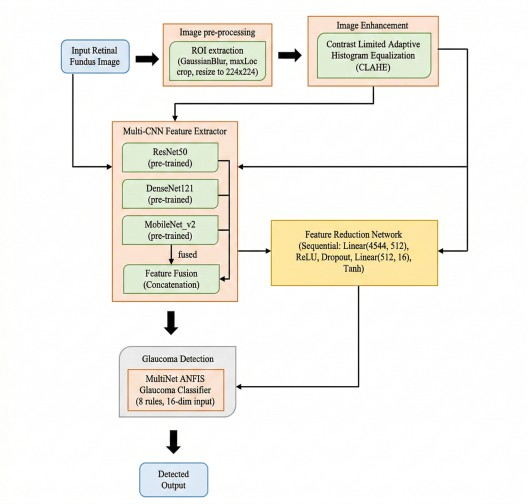 Input Retinal
Fundus Image
Image pre-processing
ROI extraction
(GaussianBlur, maxLoc
crop, resize to 224x224)
Image Enhancement
Contrast Limited Adaptive
Histogram Equalization
(CLAHE)
Multi-CNN Feature Extractor
ResNet50
(pre-trained)
DenseNet121
(pre-trained)
MobileNet_v2
(pre-trained)
fused
Feature Fusion
(Concatenation)
Feature Reduction Network
(Sequential: Linear(4544, 512),
ReLU, Dropout, Linear(512, 16),
Tanh)
Glaucoma Detection
MultiNet ANFIS
Glaucoma Classifier
(8 rules, 16-dim input)
Detected
Output